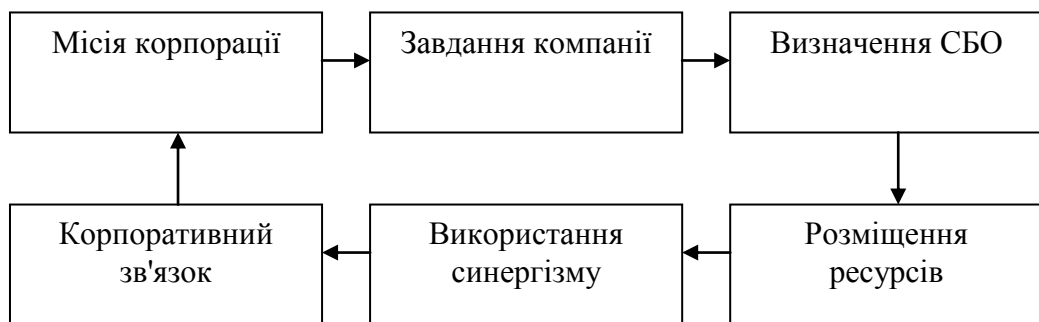 Місія корпорації
Завдання компанії
Визначення СБО
Корпоративний
зв'язок
Використання
синергізму
Розміщення
ресурсів